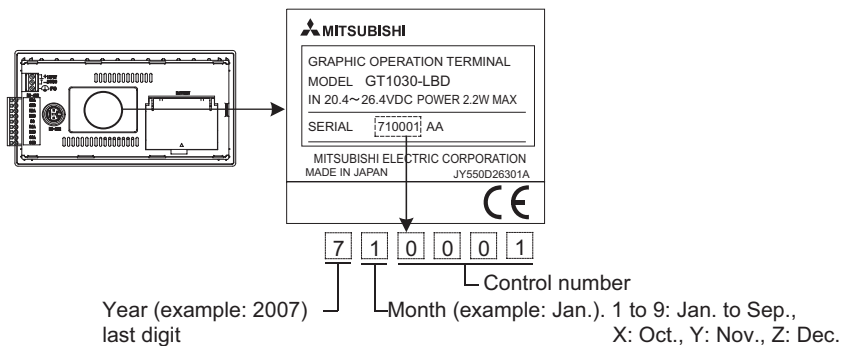 MITSUBISHI
GRAPHIC OPERATION TERMINAL
MODEL GT1030-LBD
IN 20.4～26.4VDC POWER 2.2W MAX
SERIAL 710001 AA
MITSUBISHI ELECTRIC CORPORATION
MADE IN JAPAN JY550D26301A
CE
7 1 0 0 0 1
Control number
Year (example: 2007) last digit
Month (example: Jan.). 1 to 9: Jan. to Sep.,
X: Oct., Y: Nov., Z: Dec.